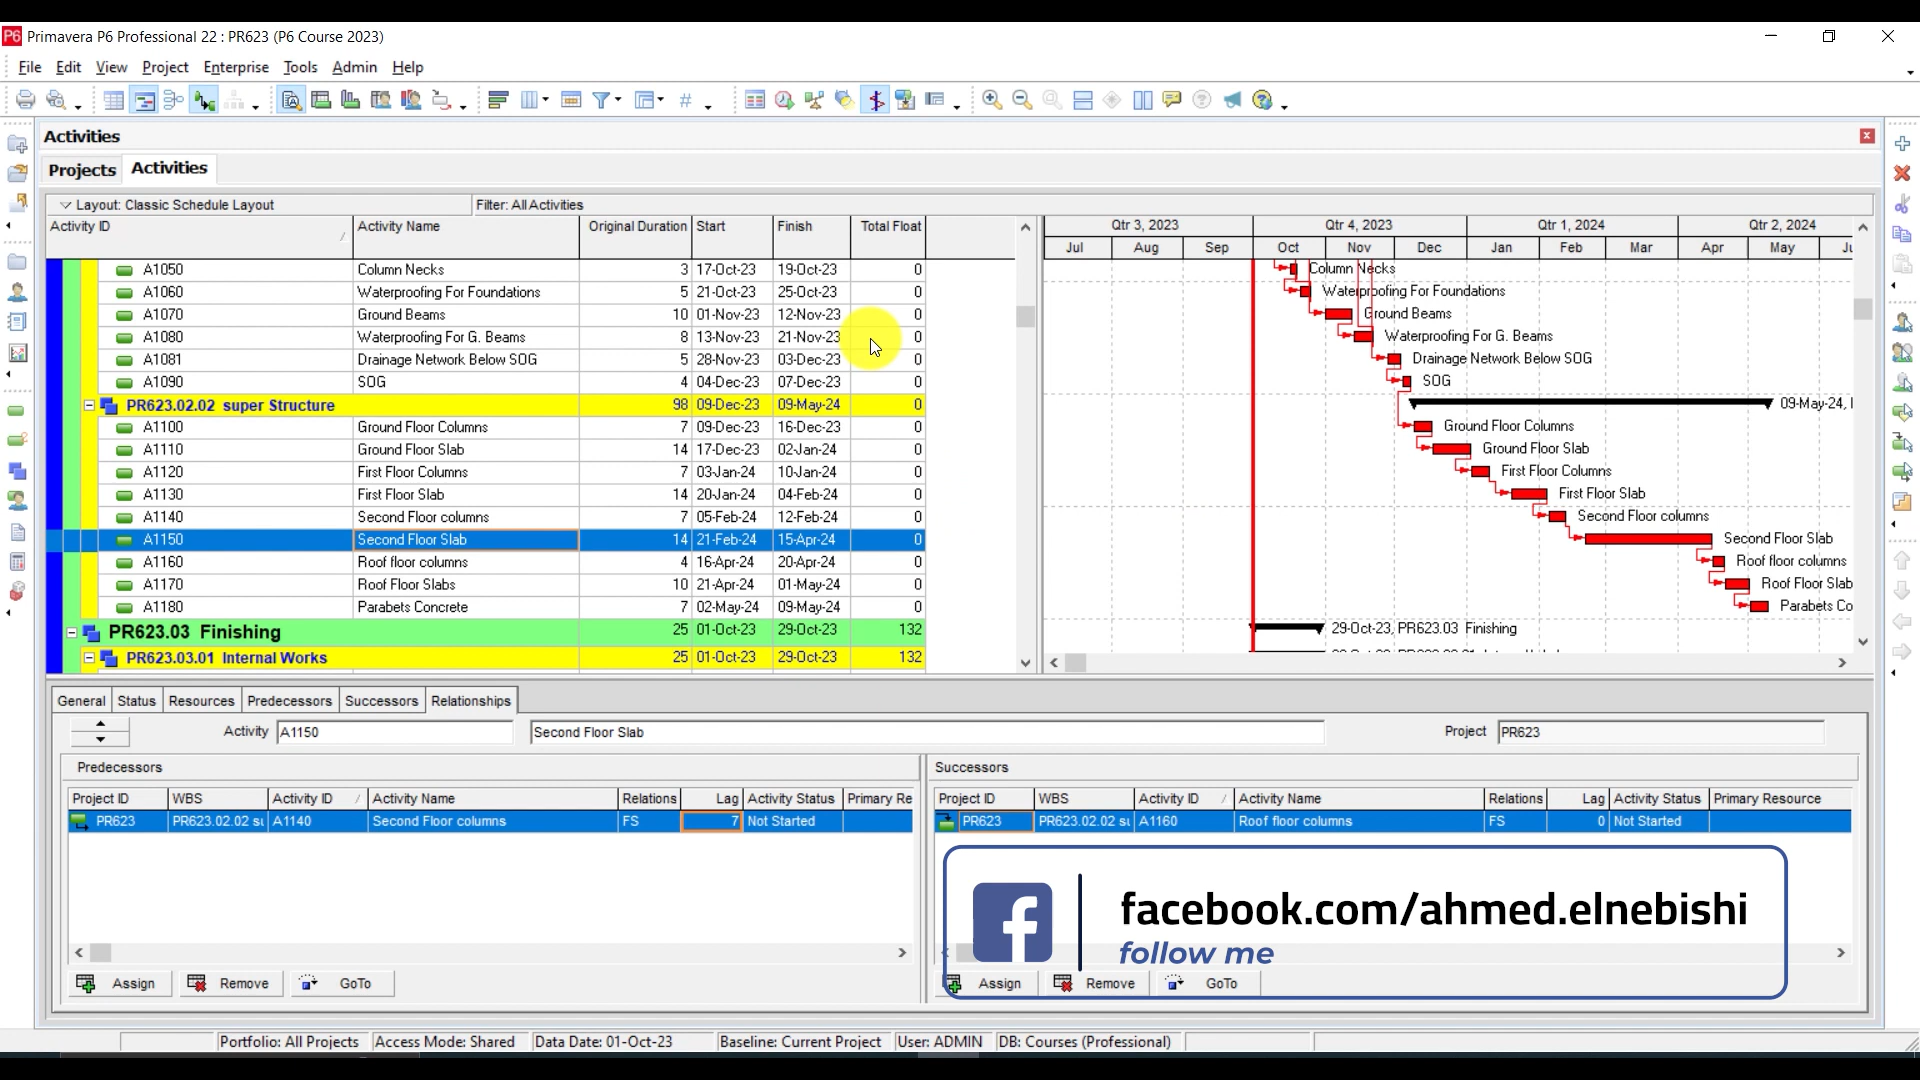 Primavera P6 Professional 22 : PR623 (P6 Course 2023)
File Edit View Project Enterprise Tools Admin Help
Activities
Projects Activities
Layout: Classic Schedule Layout Filter: All Activities
Activity ID Activity Name Original Duration Start Finish Total Float
Qtr 3, 2023 Qtr 4, 2023 Qtr 1, 2024 Qtr 2, 2024
Jul Aug Sep Oct Nov Dec Jan Feb Mar Apr May
A1050 Column Necks 3 17-Oct-23 19-Oct-23 0 Column Necks
A1060 Waterproofing For Foundations 5 21-Oct-23 25-Oct-23 0 Waterproofing For Foundations
A1070 Ground Beams 10 01-Nov-23 12-Nov-23 0 Ground Beams
A1080 Waterproofing For G. Beams 8 13-Nov-23 21-Nov-23 0 Waterproofing For G. Beams
A1081 Drainage Network Below SOG 5 28-Nov-23 03-Dec-23 0 Drainage Network Below SOG
A1090 SOG 4 04-Dec-23 07-Dec-23 0 SOG
PR623.02.02 super Structure 98 09-Dec-23 09-May-24 0 09-May-24,
A1100 Ground Floor Columns 7 09-Dec-23 16-Dec-23 0 Ground Floor Columns
A1110 Ground Floor Slab 14 17-Dec-23 02-Jan-24 0 Ground Floor Slab
A1120 First Floor Columns 7 03-Jan-24 10-Jan-24 0 First Floor Columns
A1130 First Floor Slab 14 20-Jan-24 04-Feb-24 0 First Floor Slab
A1140 Second Floor columns 7 05-Feb-24 12-Feb-24 0 Second Floor columns
A1150 Second Floor Slab 14 21-Feb-24 15-Apr-24 0 Second Floor Slab
A1160 Roof floor columns 4 16-Apr-24 20-Apr-24 0 Roof floor columns
A1170 Roof Floor Slabs 10 21-Apr-24 01-May-24 0 Roof Floor Slab
A1180 Parabets Concrete 7 02-May-24 09-May-24 0 Parabets Co
PR623.03 Finishing 25 01-Oct-23 29-Oct-23 132 29-Oct-23, PR623.03 Finishing
PR623.03.01 Internal Works 25 01-Oct-23 29-Oct-23 132
General Status Resources Predecessors Successors Relationships
Activity A1150 Second Floor Slab Project PR623
Predecessors Successors
Project ID WBS Activity ID Activity Name Relations Lag Activity Status Primary Re
PR623 PR623.02.02 su A1140 Second Floor columns FS 7 Not Started
Project ID WBS Activity ID Activity Name Relations Lag Activity Status Primary Resource
PR623 PR623.02.02 su A1160 Roof floor columns FS 0 Not Started
facebook.com/ahmed.elnebishi
follow me
Assign Remove GoTo Assign Remove GoTo
Portfolio: All Projects Access Mode: Shared Data Date: 01-Oct-23 Baseline: Current Project User: ADMIN DB: Courses (Professional)